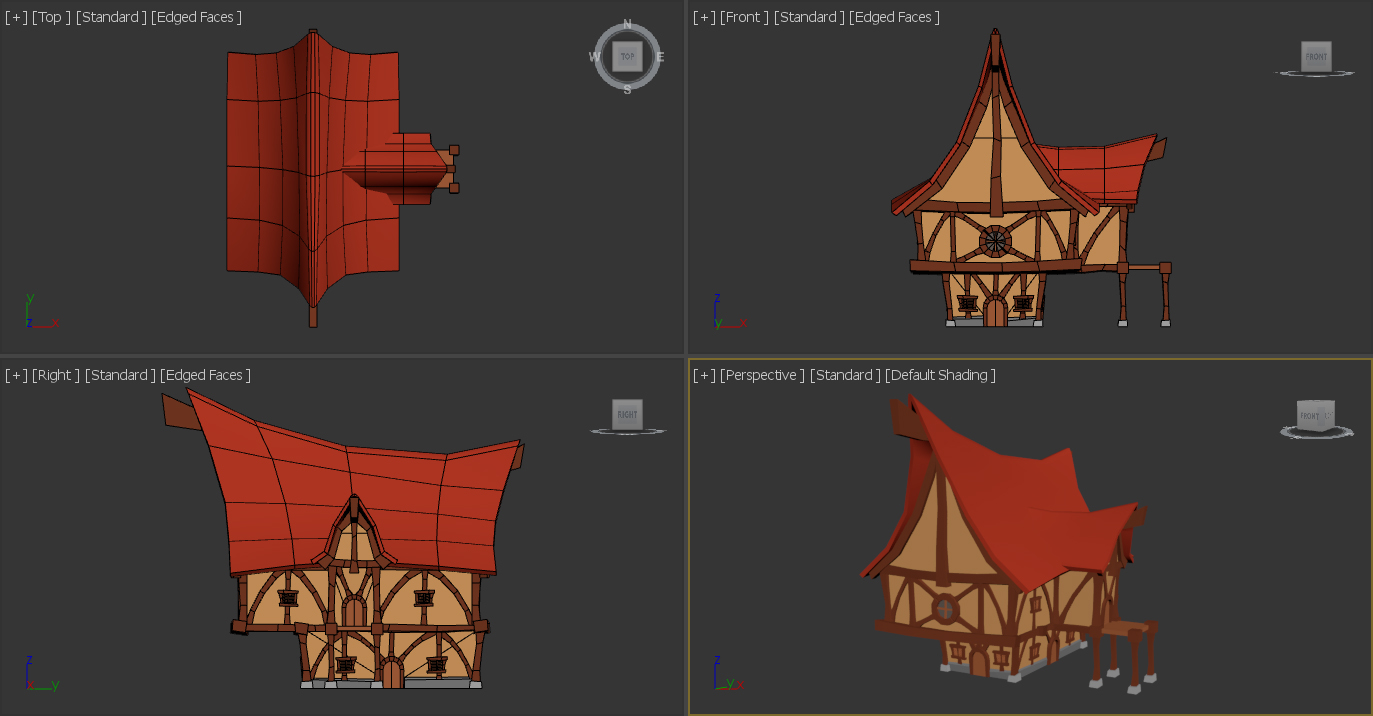 [+] [Top ] [Standard ] [Edged Faces ]
N
W TOP E
S
y
z x
[+] [Front ] [Standard ] [Edged Faces ]
FRONT
z
y x
[+] [Right ] [Standard ] [Edged Faces ]
RIGHT
z
x y
[+] [Perspective ] [Standard ] [Default Shading ]
FRONT
z
y x